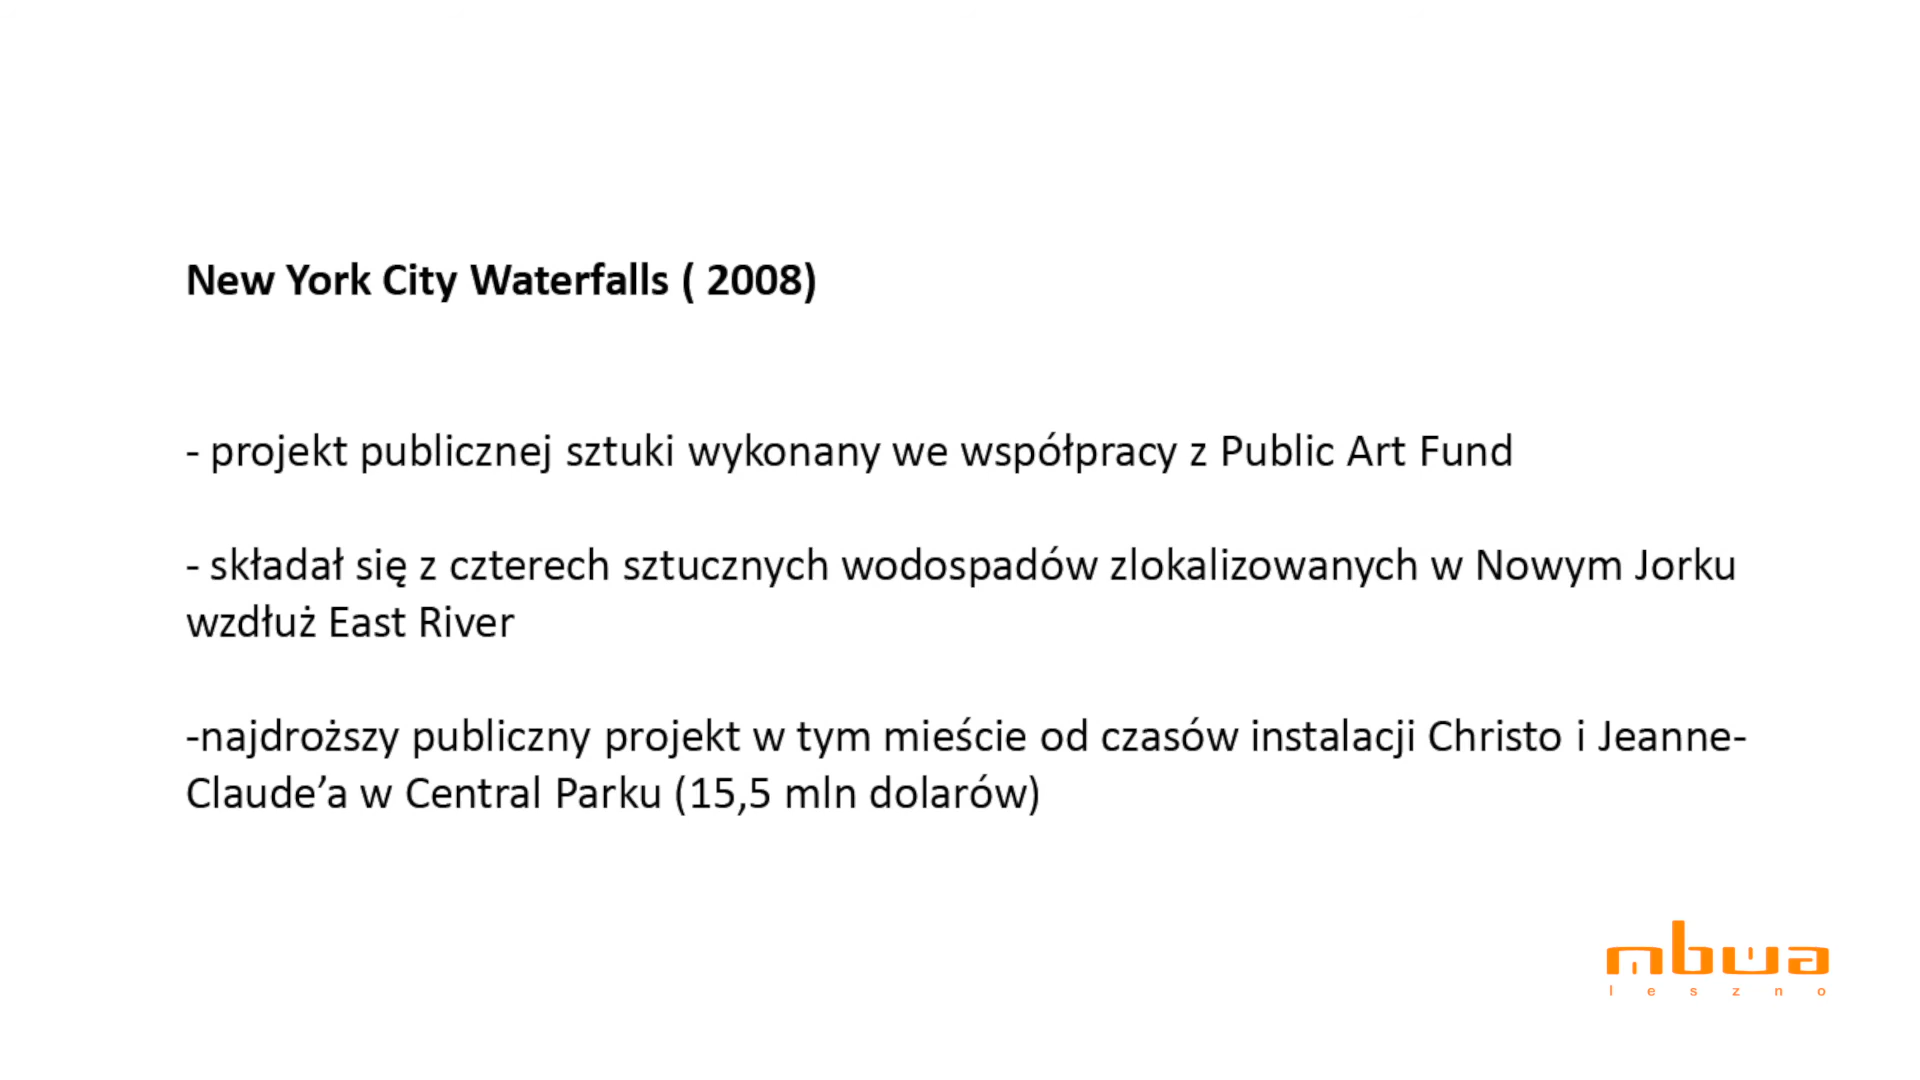 New York City Waterfalls ( 2008)
- projekt publicznej sztuki wykonany we współpracy z Public Art Fund
- składał się z czterech sztucznych wodospadów zlokalizowanych w Nowym Jorku
wzdłuż East River
-najdroższy publiczny projekt w tym mieście od czasów instalacji Christo i Jeanne-
Claude’a w Central Parku (15,5 mln dolarów)
mbwa
leszno